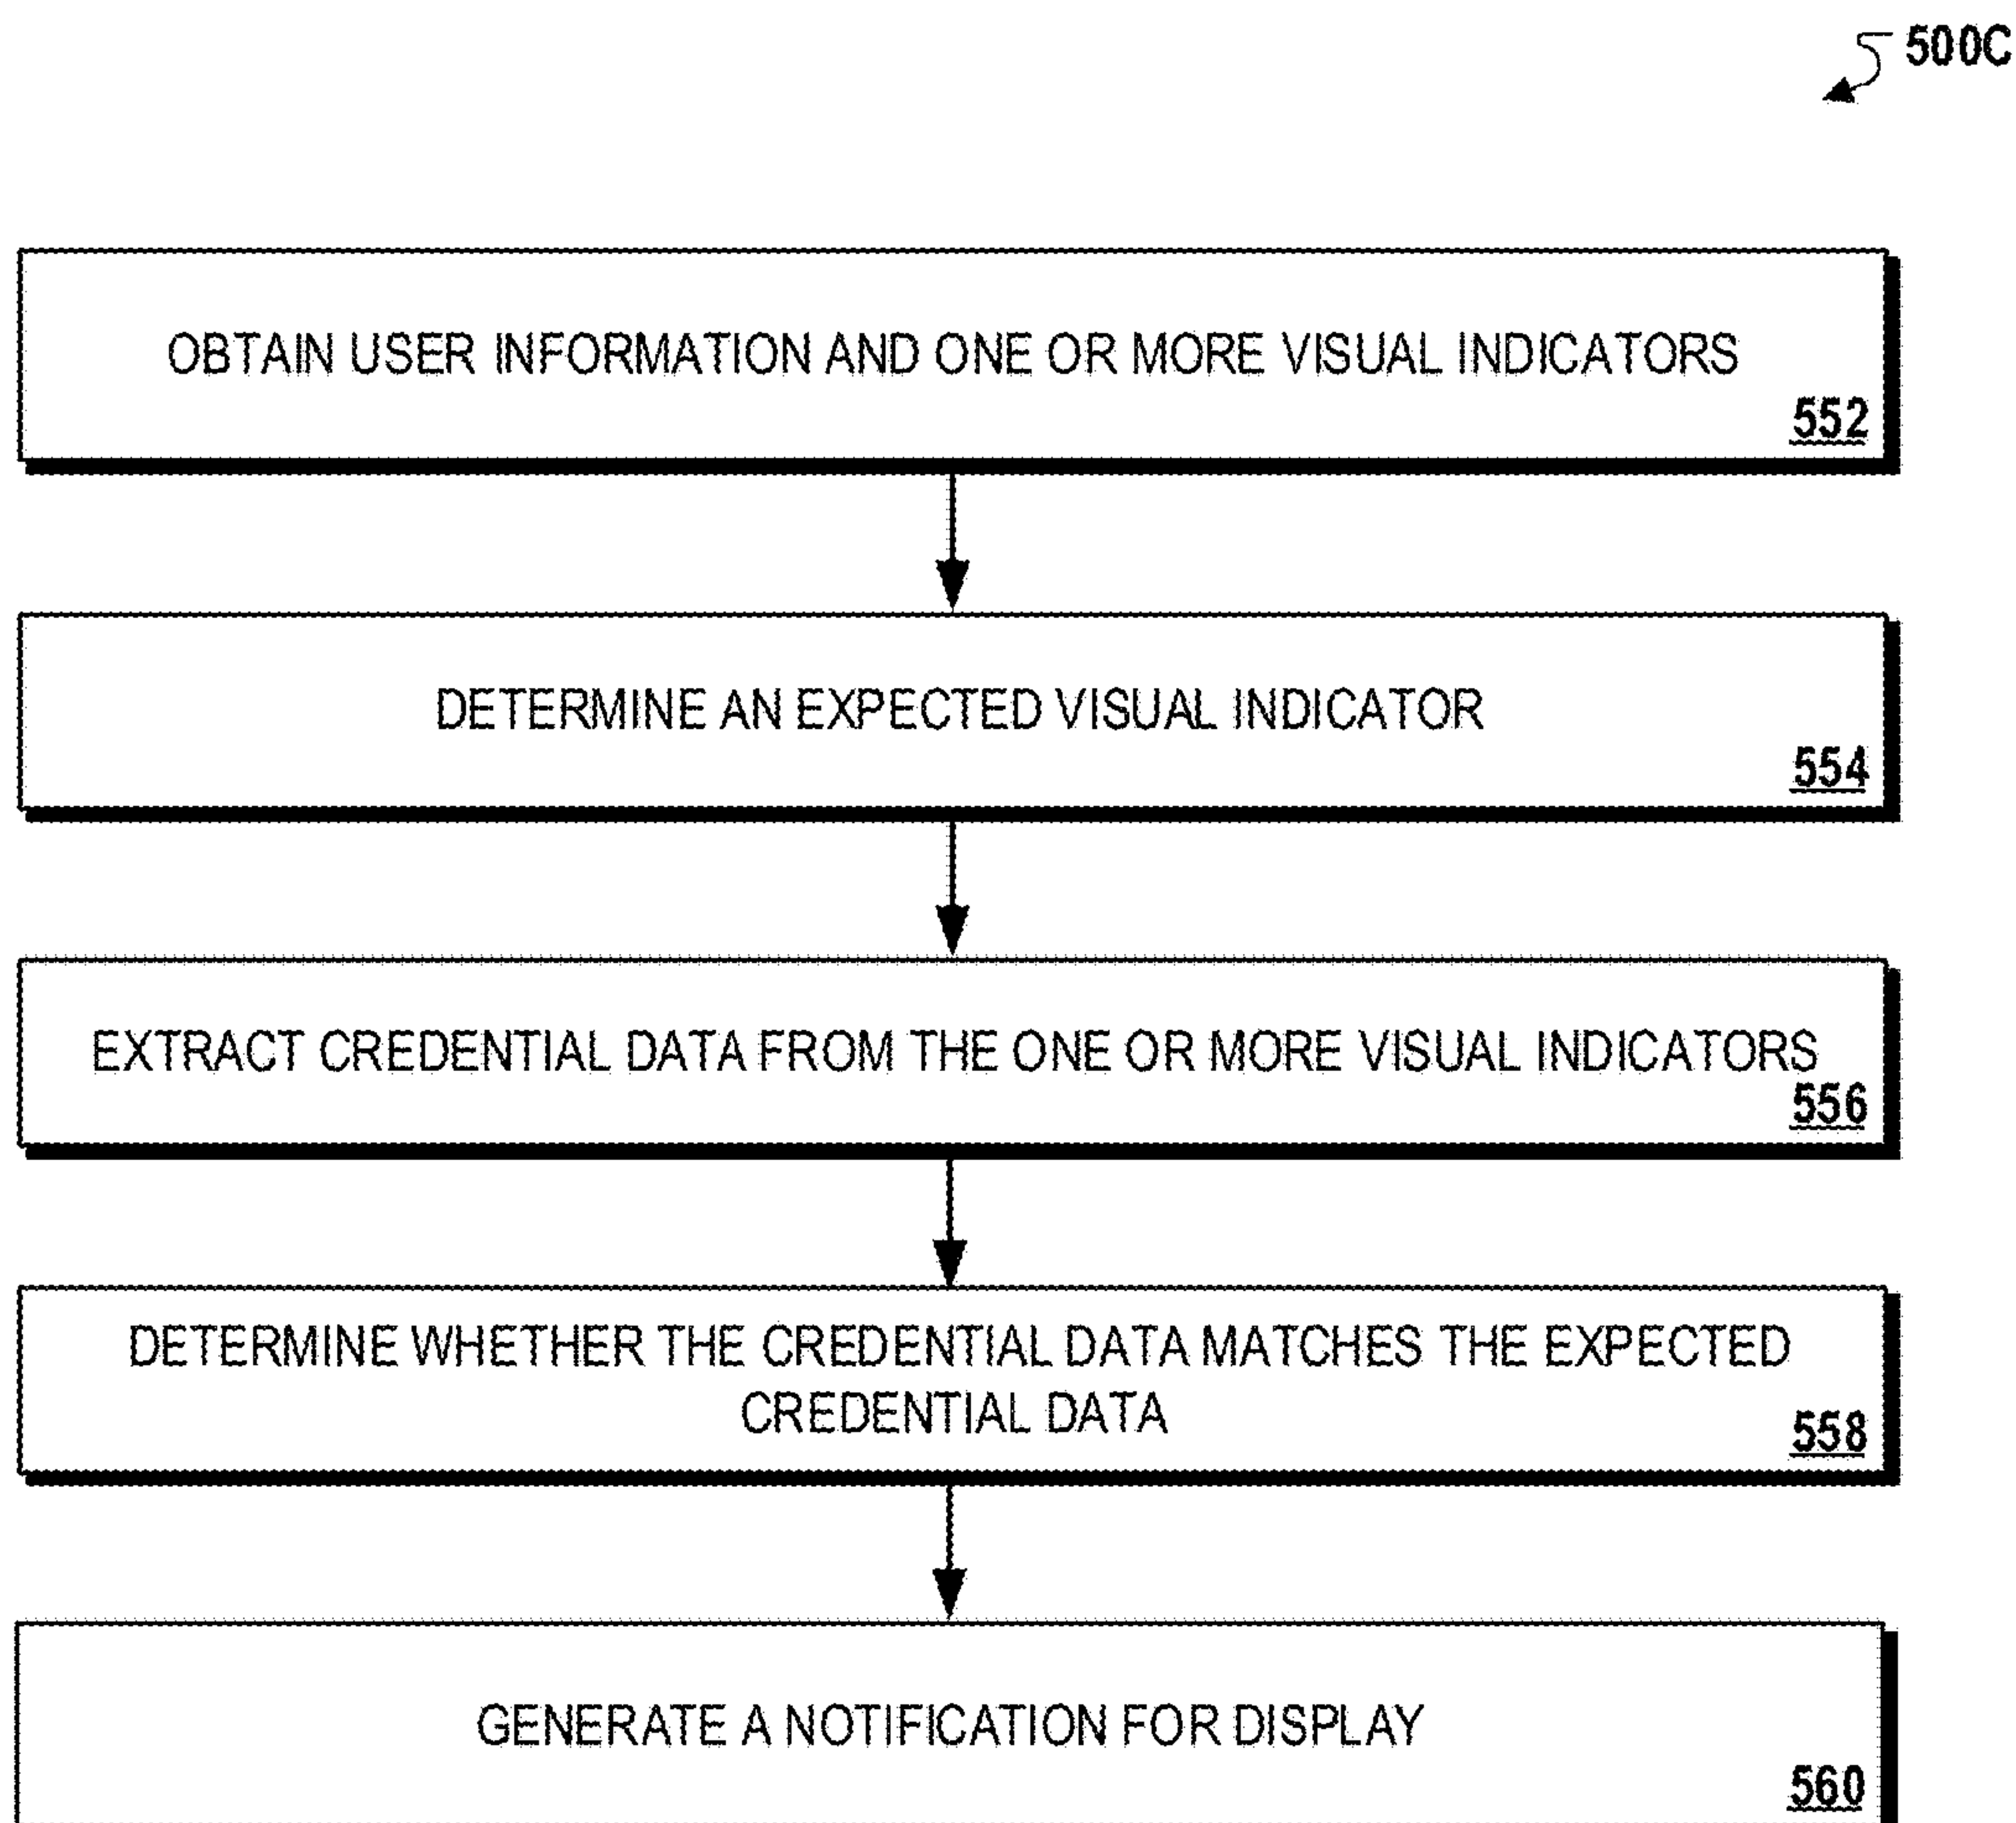 500C
OBTAIN USER INFORMATION AND ONE OR MORE VISUAL INDICATORS
552
DETERMINE AN EXPECTED VISUAL INDICATOR
554
EXTRACT CREDENTIAL DATA FROM THE ONE OR MORE VISUAL INDICATORS
556
DETERMINE WHETHER THE CREDENTIAL DATA MATCHES THE EXPECTED
CREDENTIAL DATA
558
GENERATE A NOTIFICATION FOR DISPLAY
560